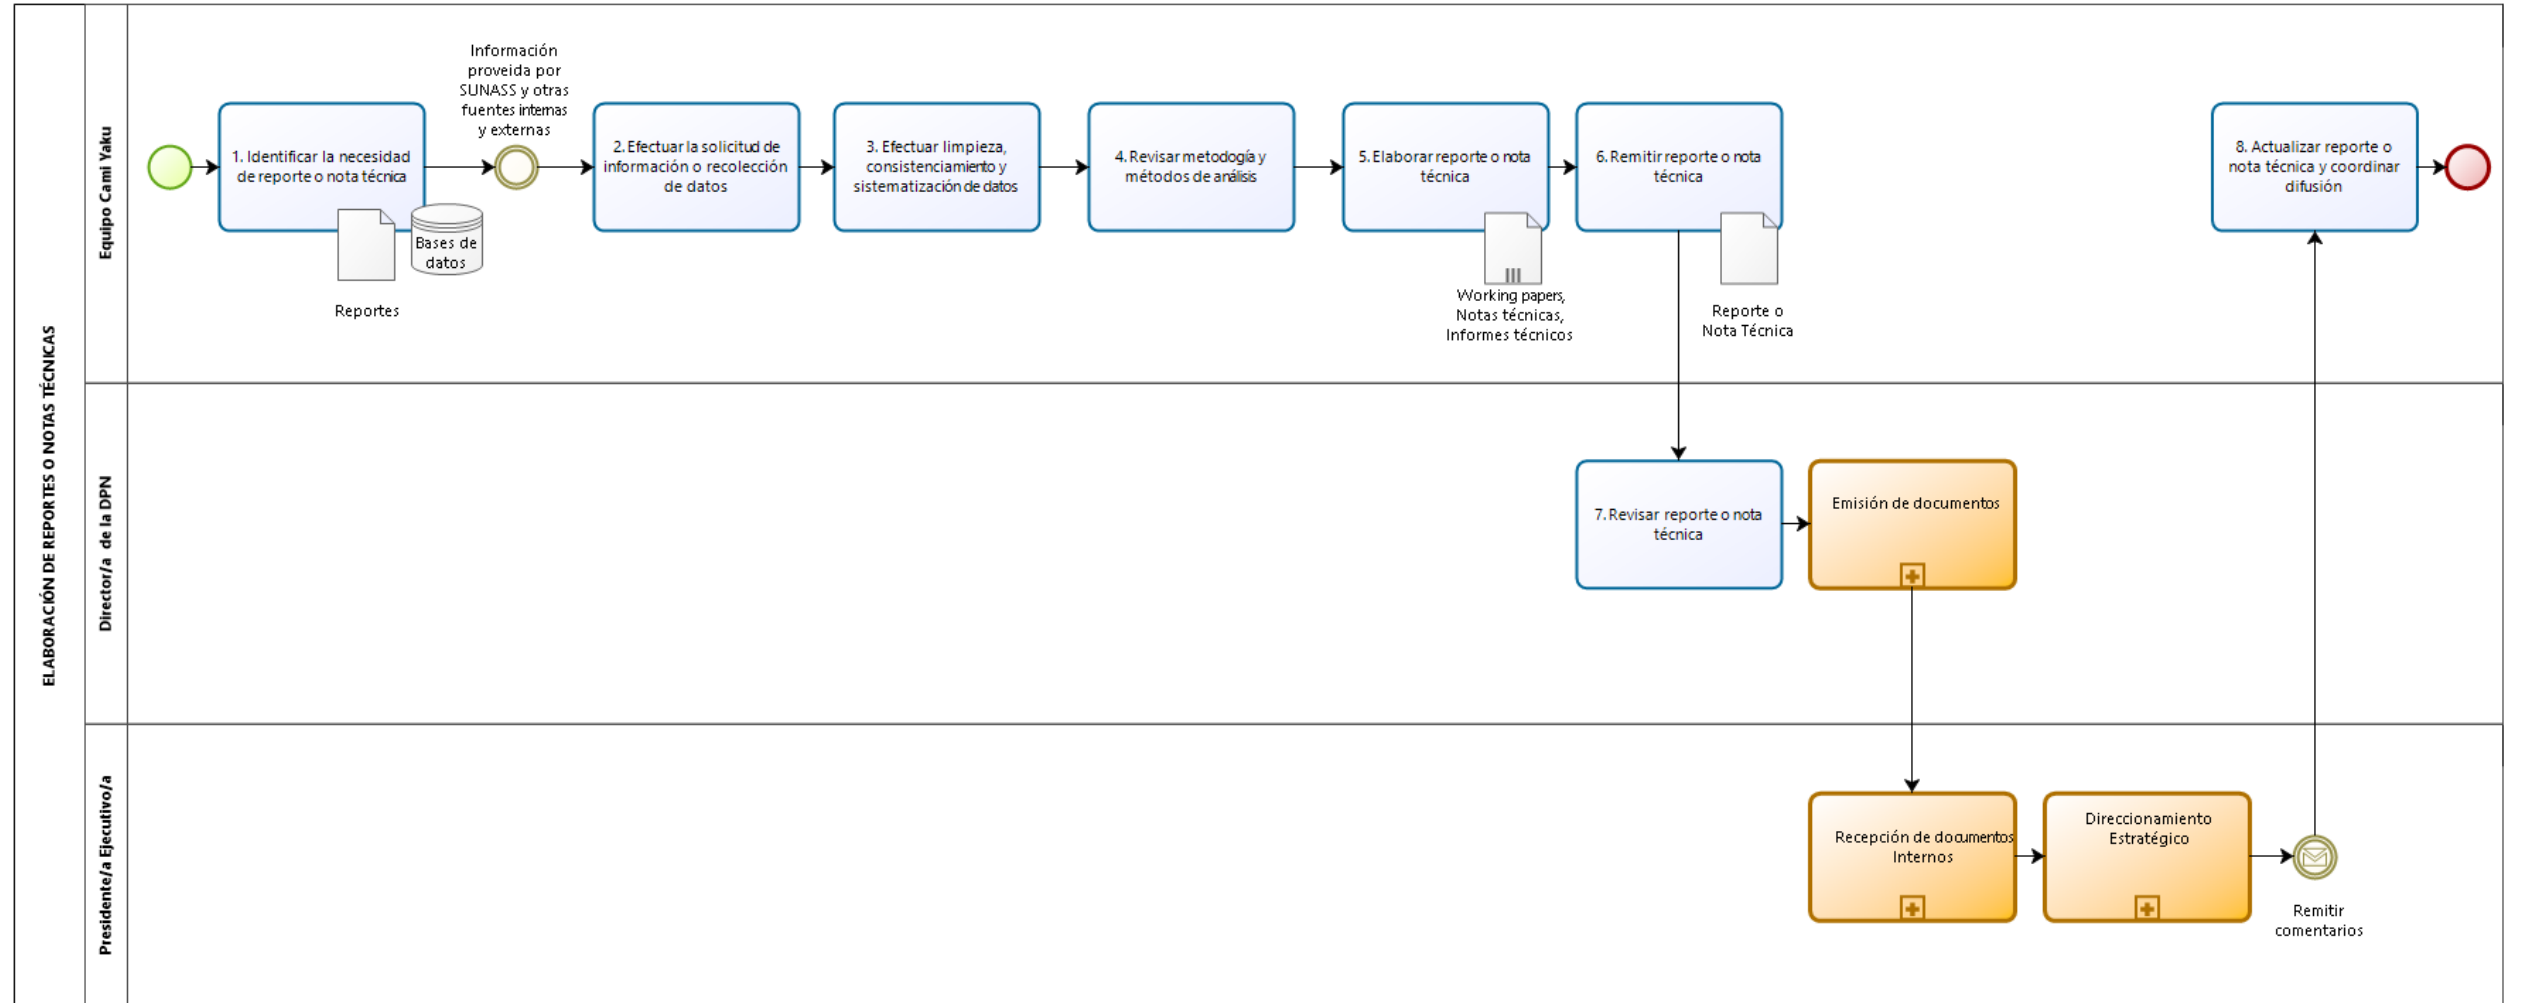 ELABORACIÓN DE REPORTES O NOTAS TÉCNICAS
Equipo Cami Yaku
1. Identificar la necesidad
de reporte o nota técnica
Reportes
Bases de
datos
Información
proveida por
SUNASS y otras
fuentes internas
y externas
2. Efectuar la solicitud de
información o recolección
de datos
3. Efectuar limpieza,
consistenciamiento y
sistematización de datos
4. Revisar metodogía y
métodos de análisis
5. Elaborar reporte o nota
técnica
Working papers,
Notas técnicas,
Informes técnicos
6. Remitir reporte o nota
técnica
Reporte o
Nota Técnica
8. Actualizar reporte o
nota técnica y coordinar
difusión
Director/a de la DPN
7. Revisar reporte o nota
técnica
Emisión de documentos
Presidente/a Ejecutivo/a
Recepción de documentos
Internos
Direccionamiento
Estratégico
Remitir
comentarios